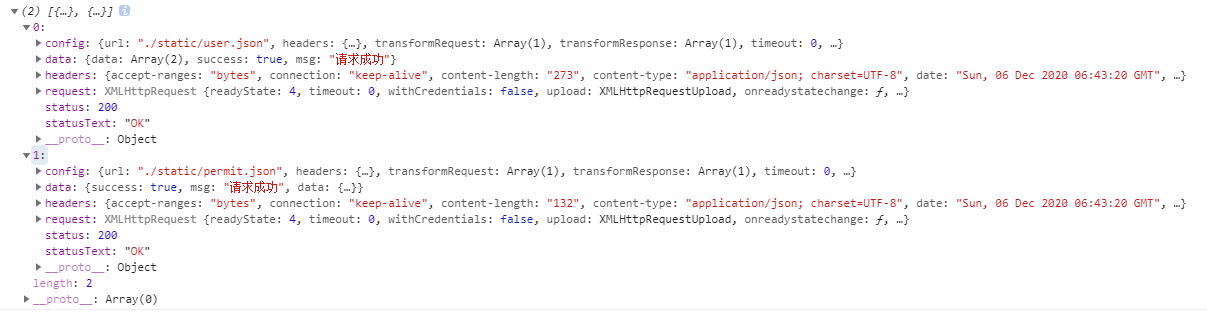 (2) [{…}, {…}] i
0:
config: {url: "./static/user.json", headers: {…}, transformRequest: Array(1), transformResponse: Array(1), timeout: 0, …}
data: {data: Array(2), success: true, msg: "请求成功"}
headers: {accept-ranges: "bytes", connection: "keep-alive", content-length: "273", content-type: "application/json; charset=UTF-8", date: "Sun, 06 Dec 2020 06:43:20 GMT", …}
request: XMLHttpRequest {readyState: 4, timeout: 0, withCredentials: false, upload: XMLHttpRequestUpload, onreadystatechange: ƒ, …}
status: 200
statusText: "OK"
__proto__: Object
1:
config: {url: "./static/permit.json", headers: {…}, transformRequest: Array(1), transformResponse: Array(1), timeout: 0, …}
data: {success: true, msg: "请求成功", data: {…}}
headers: {accept-ranges: "bytes", connection: "keep-alive", content-length: "132", content-type: "application/json; charset=UTF-8", date: "Sun, 06 Dec 2020 06:43:20 GMT", …}
request: XMLHttpRequest {readyState: 4, timeout: 0, withCredentials: false, upload: XMLHttpRequestUpload, onreadystatechange: ƒ, …}
status: 200
statusText: "OK"
__proto__: Object
length: 2
__proto__: Array(0)